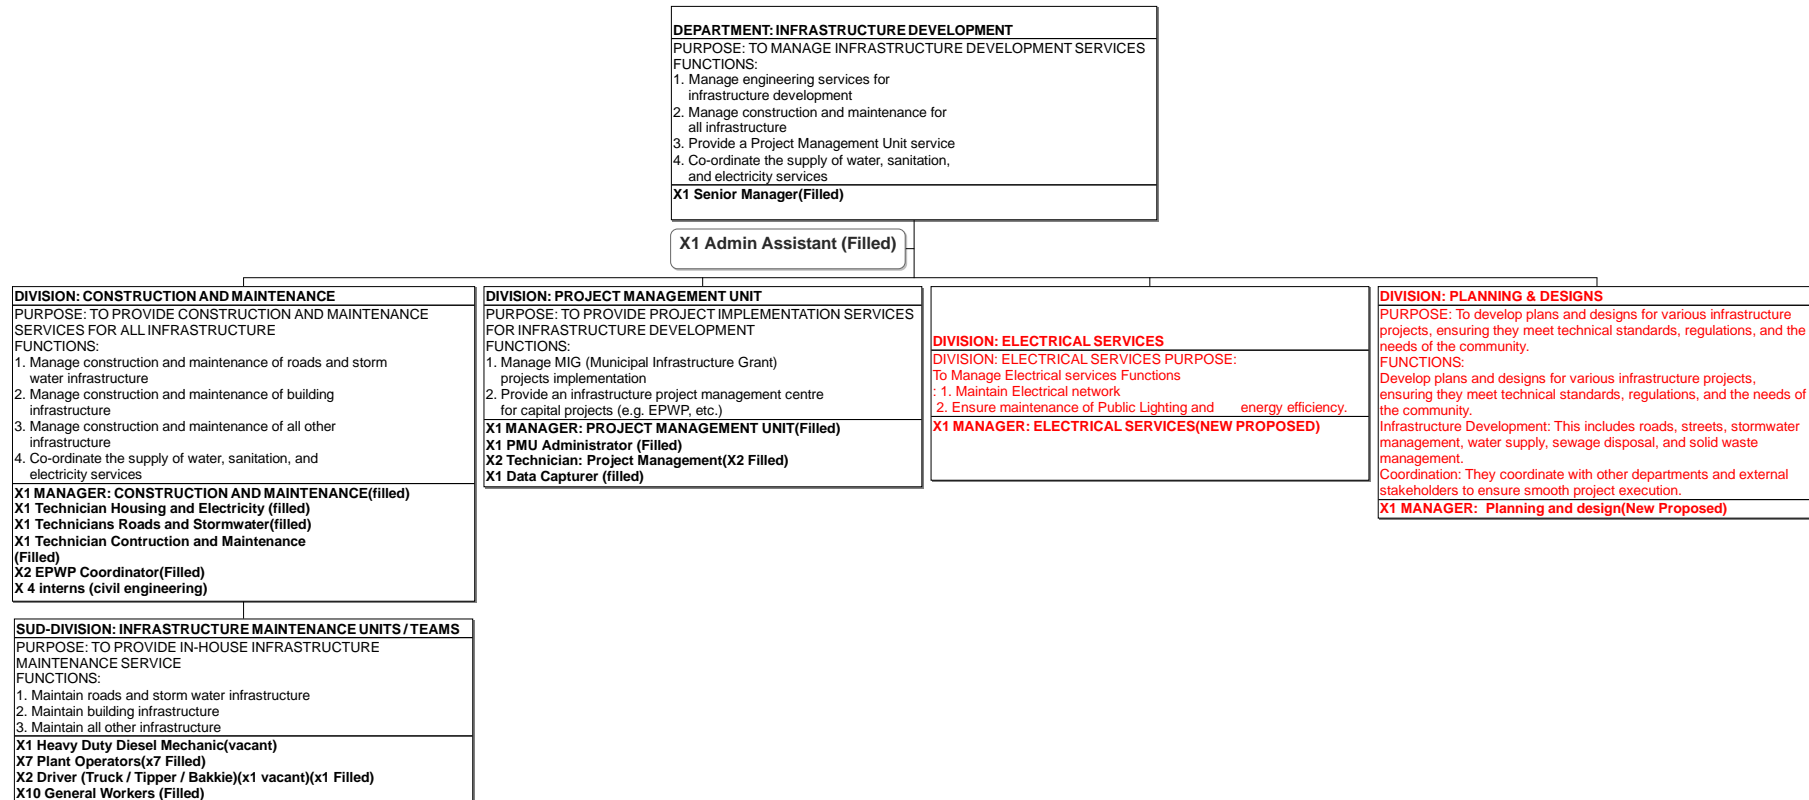 DEPARTMENT: INFRASTRUCTURE DEVELOPMENT
PURPOSE: TO MANAGE INFRASTRUCTURE DEVELOPMENT SERVICES
FUNCTIONS:
1. Manage engineering services for
infrastructure development
2. Manage construction and maintenance for
all infrastructure
3. Provide a Project Management Unit service
4. Co-ordinate the supply of water, sanitation,
and electricity services
X1 Senior Manager(Filled)
X1 Admin Assistant (Filled)
DIVISION: CONSTRUCTION AND MAINTENANCE
PURPOSE: TO PROVIDE CONSTRUCTION AND MAINTENANCE
SERVICES FOR ALL INFRASTRUCTURE
FUNCTIONS:
1. Manage construction and maintenance of roads and storm
water infrastructure
2. Manage construction and maintenance of building
infrastructure
3. Manage construction and maintenance of all other
infrastructure
4. Co-ordinate the supply of water, sanitation, and
electricity services
X1 MANAGER: CONSTRUCTION AND MAINTENANCE(filled)
X1 Technician Housing and Electricity (filled)
X1 Technicians Roads and Stormwater(filled)
X1 Technician Contruction and Maintenance
(Filled)
X2 EPWP Coordinator(Filled)
X 4 interns (civil engineering)
SUD-DIVISION: INFRASTRUCTURE MAINTENANCE UNITS / TEAMS
PURPOSE: TO PROVIDE IN-HOUSE INFRASTRUCTURE
MAINTENANCE SERVICE
FUNCTIONS:
1. Maintain roads and storm water infrastructure
2. Maintain building infrastructure
3. Maintain all other infrastructure
X1 Heavy Duty Diesel Mechanic(vacant)
X7 Plant Operators(x7 Filled)
X2 Driver (Truck / Tipper / Bakkie)(x1 vacant)(x1 Filled)
X10 General Workers (Filled)
DIVISION: PROJECT MANAGEMENT UNIT
PURPOSE: TO PROVIDE PROJECT IMPLEMENTATION SERVICES
FOR INFRASTRUCTURE DEVELOPMENT
FUNCTIONS:
1. Manage MIG (Municipal Infrastructure Grant)
projects implementation
2. Provide an infrastructure project management centre
for capital projects (e.g. EPWP, etc.)
X1 MANAGER: PROJECT MANAGEMENT UNIT(Filled)
X1 PMU Administrator (Filled)
X2 Technician: Project Management(X2 Filled)
X1 Data Capturer (filled)
DIVISION: ELECTRICAL SERVICES
DIVISION: ELECTRICAL SERVICES PURPOSE:
To Manage Electrical services Functions
: 1. Maintain Electrical network
2. Ensure maintenance of Public Lighting and energy efficiency.
X1 MANAGER: ELECTRICAL SERVICES(NEW PROPOSED)
DIVISION: PLANNING & DESIGNS
PURPOSE: To develop plans and designs for various infrastructure
projects, ensuring they meet technical standards, regulations, and the
needs of the community.
FUNCTIONS:
Develop plans and designs for various infrastructure projects,
ensuring they meet technical standards, regulations, and the needs of
the community.
Infrastructure Development: This includes roads, streets, stormwater
management, water supply, sewage disposal, and solid waste
management.
Coordination: They coordinate with other departments and external
stakeholders to ensure smooth project execution.
X1 MANAGER: Planning and design(New Proposed)